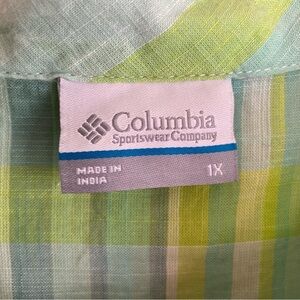 Columbia
Sportswear Company
MADE IN
INDIA
1X